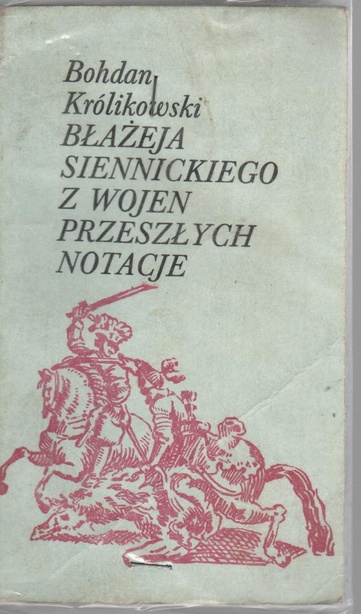 Bohdan
Królikowski
BŁAŻEJA
SIENNICKIEGO
Z WOJEN
PRZESZŁYCH
NOTACJE